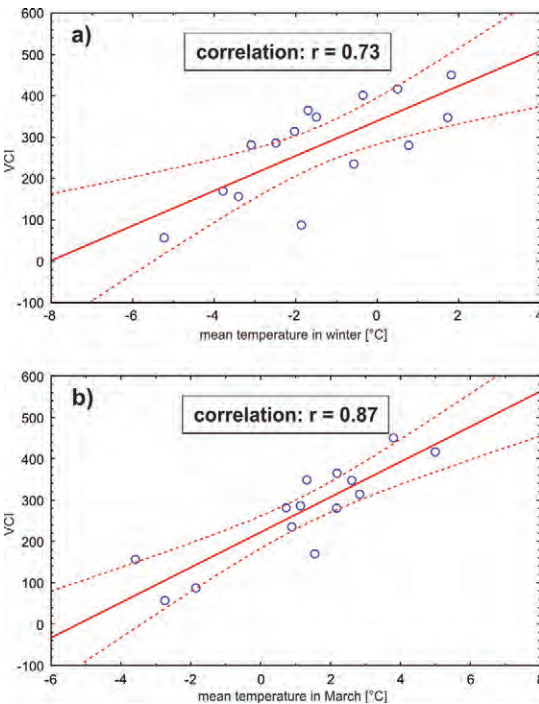 a)
correlation: r = 0.73
600
500
400
300
200
100
0
-100
VCI
-8 -6 -4 -2 0 2 4
mean temperature in winter [°C]
b)
correlation: r = 0.87
600
500
400
300
200
100
0
-100
VCI
-6 -4 -2 0 2 4 6 8
mean temperature in March [°C]